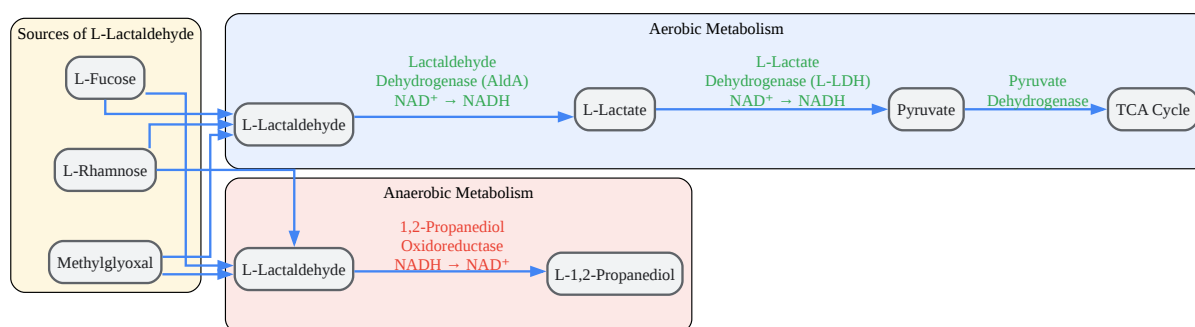 Sources of L-Lactaldehyde
L-Fucose
L-Rhamnose
Methylglyoxal
Aerobic Metabolism
L-Lactaldehyde
Lactaldehyde
Dehydrogenase (AldA)
NAD⁺ → NADH
L-Lactate
L-Lactate
Dehydrogenase (L-LDH)
NAD⁺ → NADH
Pyruvate
Pyruvate
Dehydrogenase
TCA Cycle
Anaerobic Metabolism
L-Lactaldehyde
1,2-Propanediol
Oxidoreductase
NADH → NAD⁺
L-1,2-Propanediol